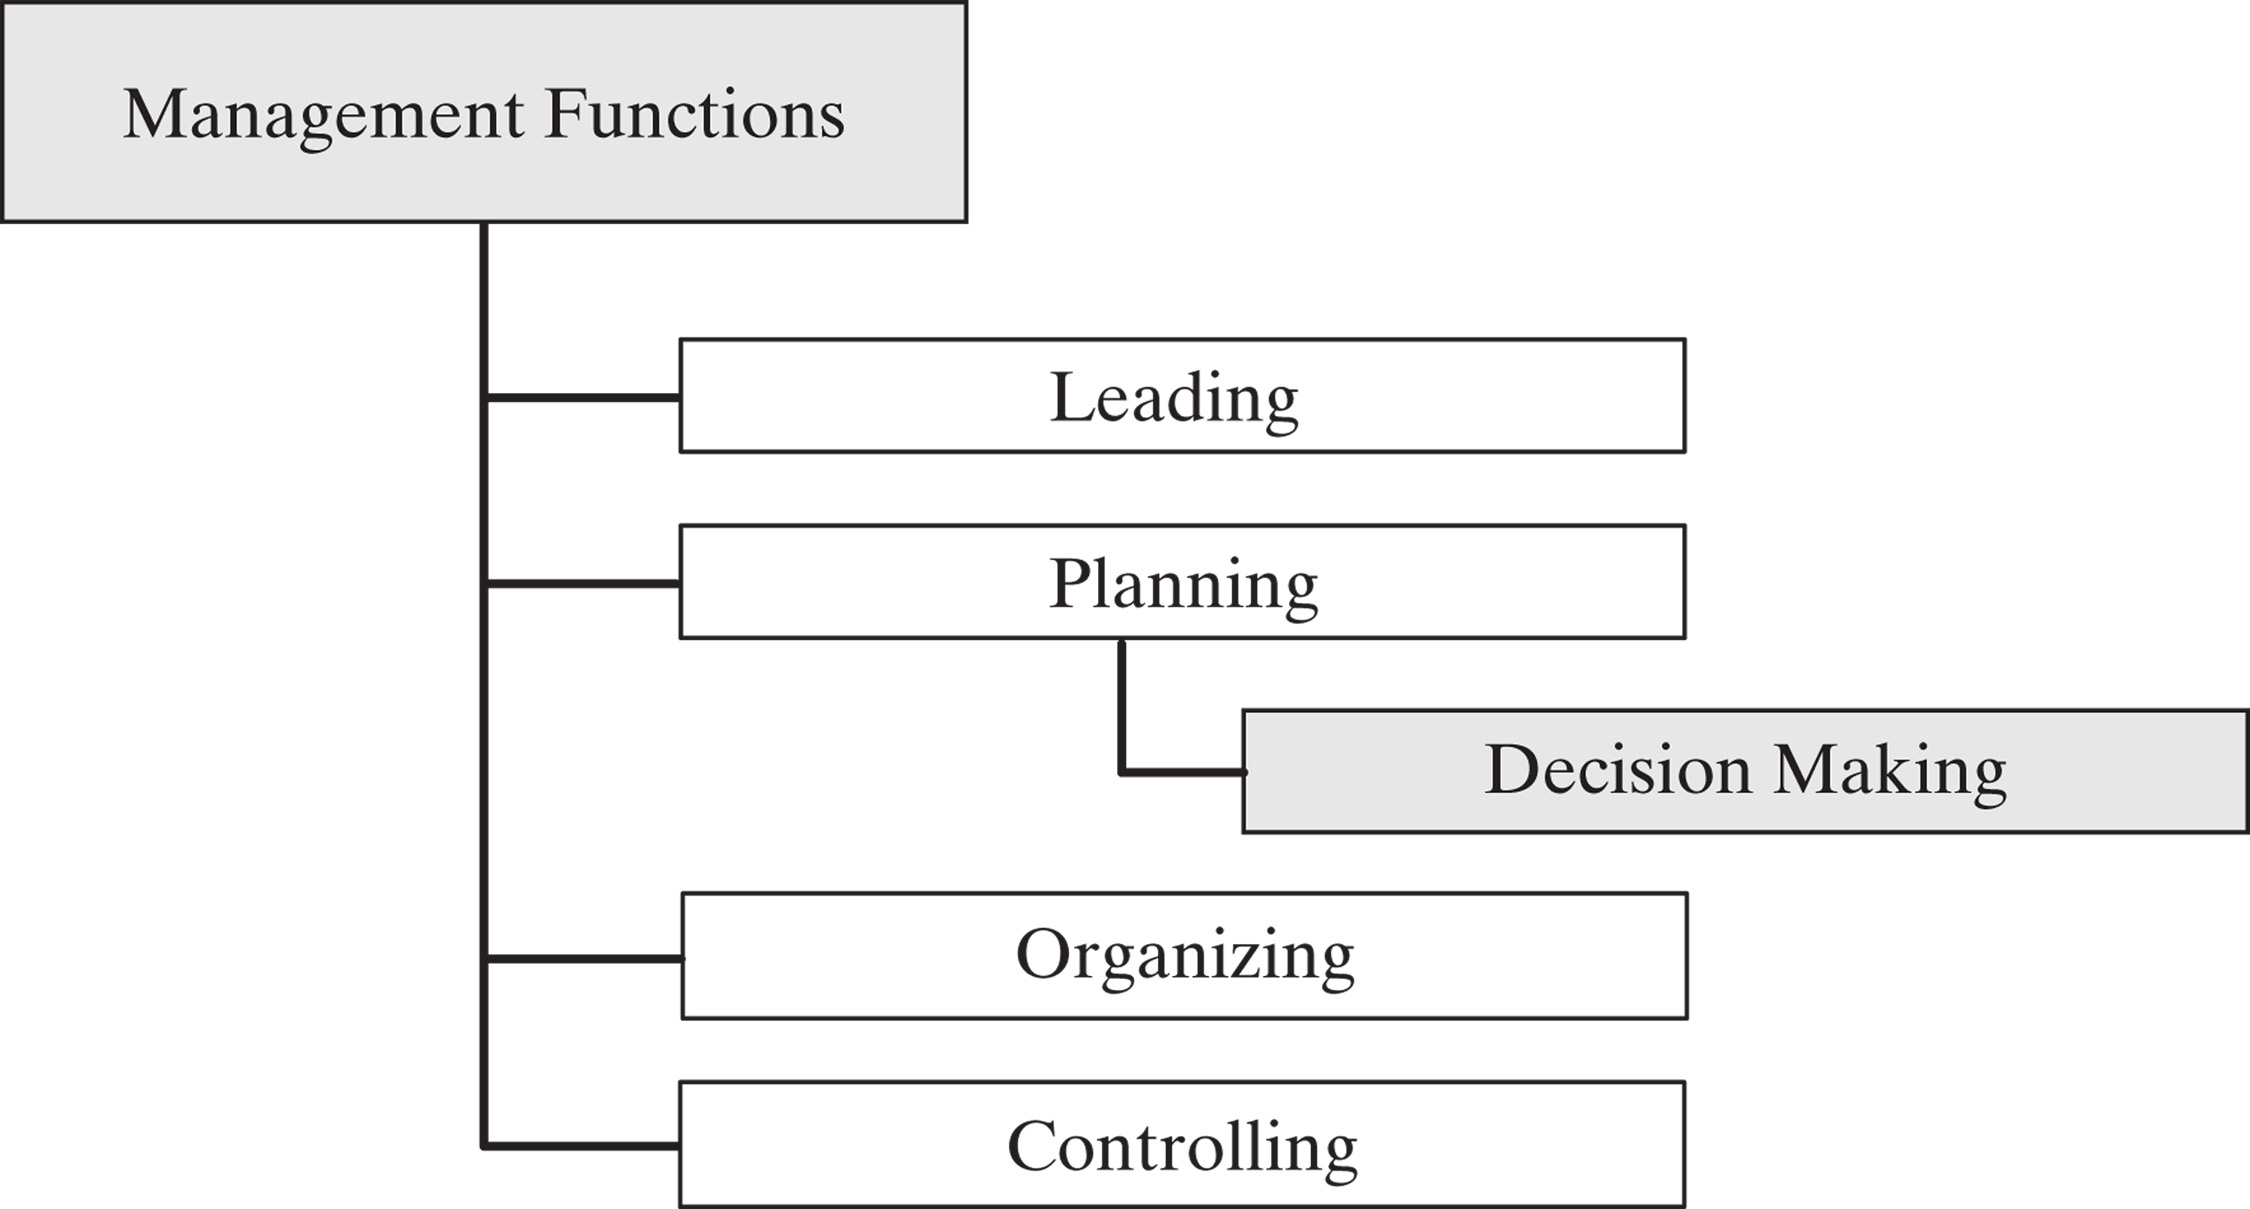 Management Functions
Leading
Planning
Decision Making
Organizing
Controlling